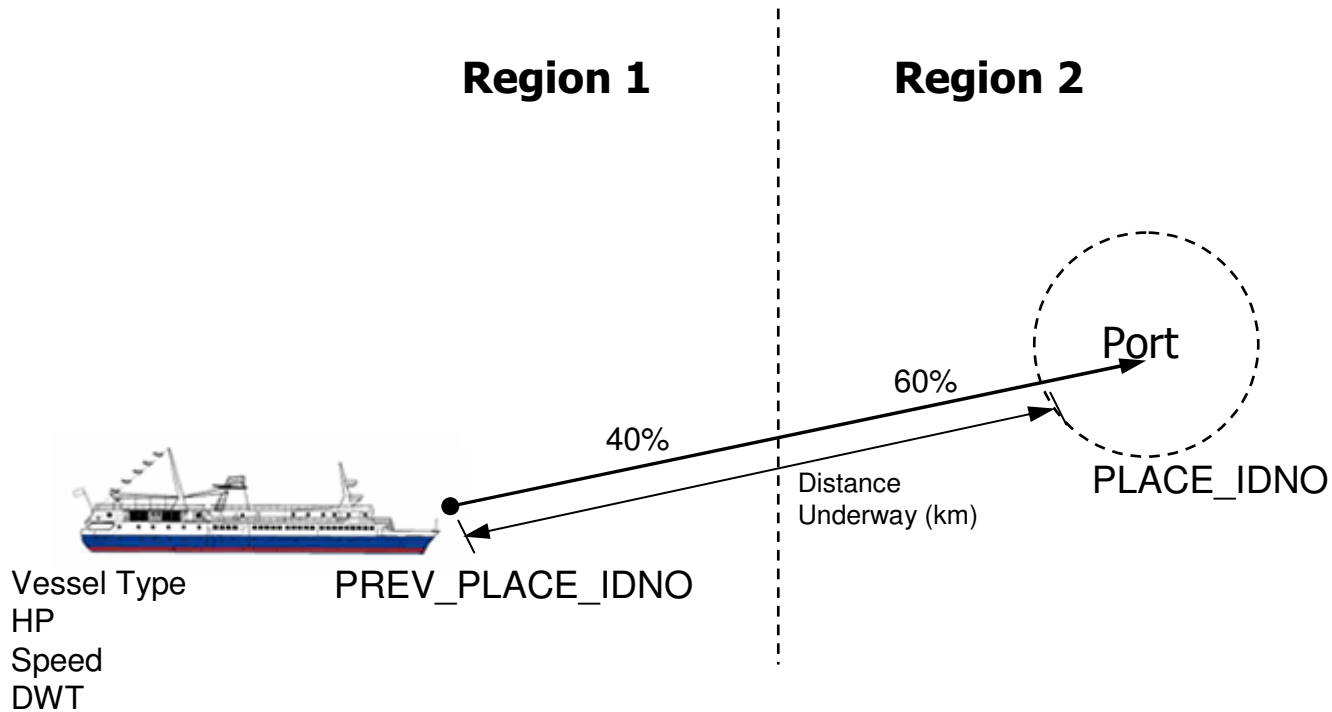 Region 1
Region 2
Port
60%
40%
Distance
Underway (km)
PLACE_IDNO
PREV_PLACE_IDNO
Vessel Type
HP
Speed
DWT